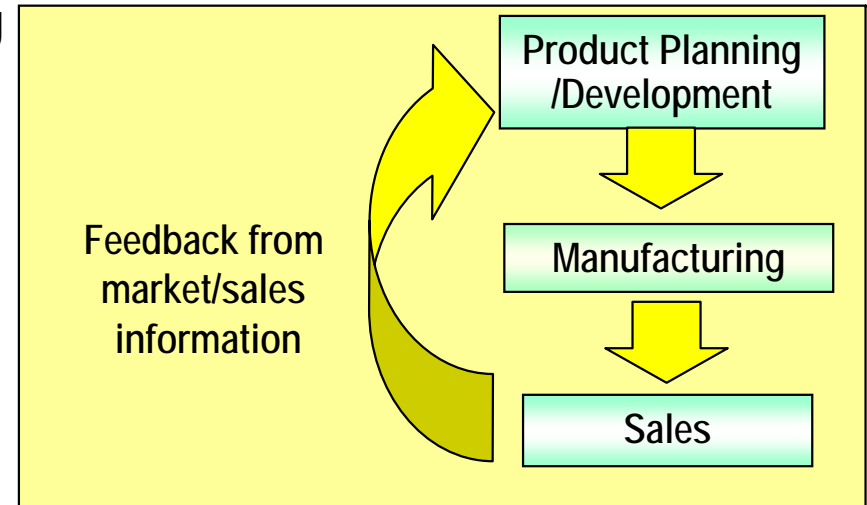 Product Planning
/Development
Feedback from
market/sales
information
Manufacturing
Sales